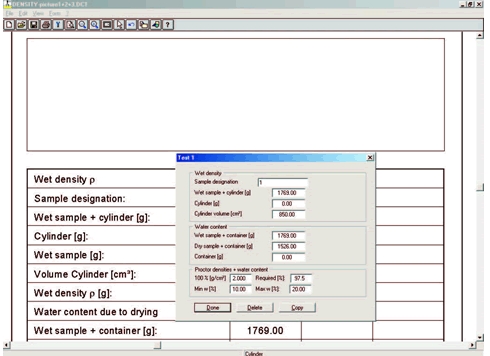 DENSITY-picture1+2+3.DCT
File Edit View Form ?
Test 1
Wet density
Sample designation: 1
Wet sample + cylinder [g] 1769.00
Cylinder [g] 0.00
Cylinder volume [cm³] 850.00
Water content
Wet sample + container [g] 1769.00
Dry sample + container [g] 1526.00
Container [g] 0.00
Proctor densities + water content
100 % [g/cm³] 2.000 Required [%] 97.5
Min w [%] 10.00 Max w [%] 20.00
Done Delete Copy
Wet density ρ
Sample designation:
Wet sample + cylinder [g]:
Cylinder [g]:
Wet sample [g]:
Volume Cylinder [cm³]:
Wet density ρ [g]:
Water content due to drying
Wet sample + container [g]: 1769.00
Cylinder